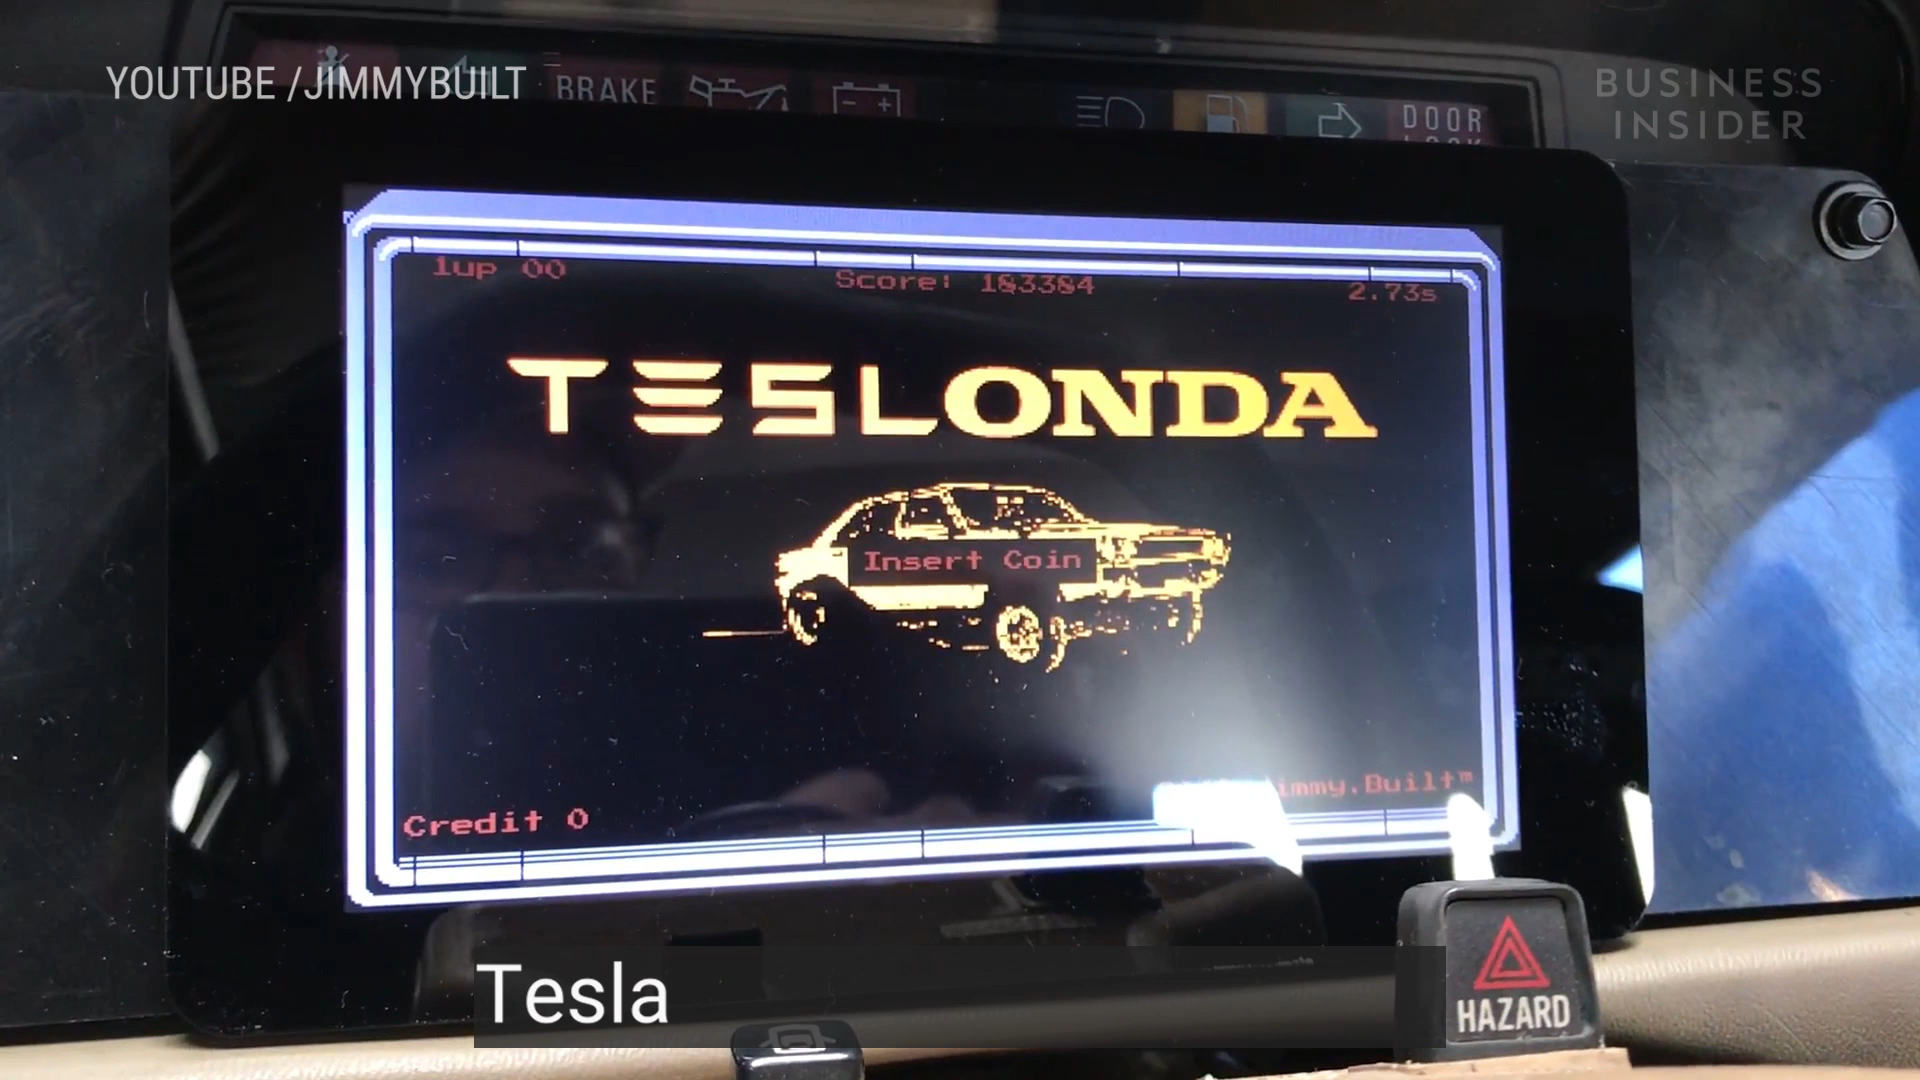 YOUTUBE /JIMMYBUILT
BUSINESS
INSIDER
BRAKE
DOOR
1up 00
Score: 183384
2.73s
TESLONDA
Insert Coin
Credit 0
Tesla
HAZARD